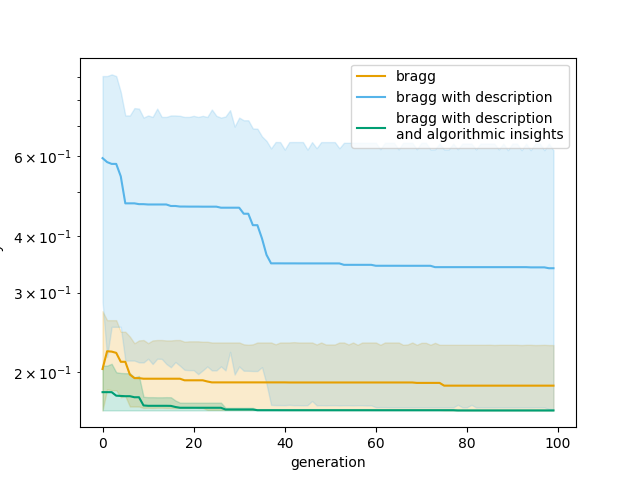 bragg
bragg with description
bragg with description
and algorithmic insights
6 × 10⁻¹
4 × 10⁻¹
3 × 10⁻¹
2 × 10⁻¹
0 20 40 60 80 100
generation